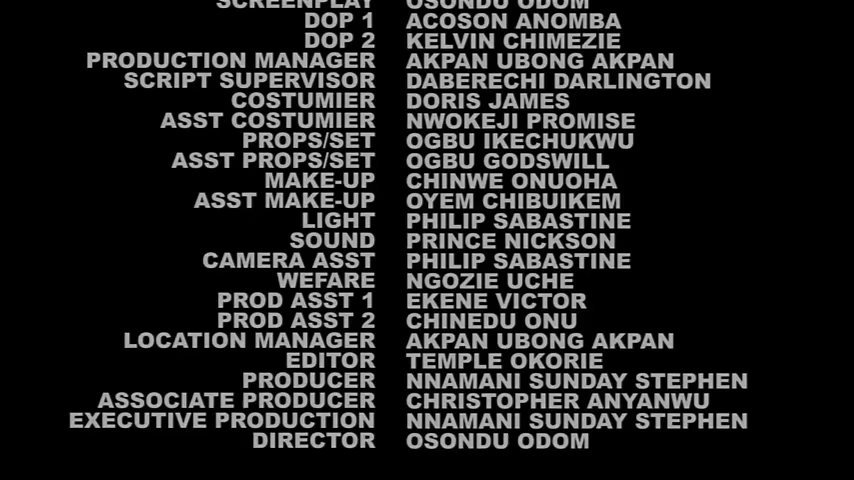 SCREENPLAY OSONDU ODOM
DOP 1 ACOSON ANOMBA
DOP 2 KELVIN CHIMEZIE
PRODUCTION MANAGER AKPAN UBONG AKPAN
SCRIPT SUPERVISOR DABERECHI DARLINGTON
COSTUMIER DORIS JAMES
ASST COSTUMIER NWOKEJI PROMISE
PROPS/SET OGBU IKECHUKWU
ASST PROPS/SET OGBU GODSWILL
MAKE-UP CHINWE ONUOHA
ASST MAKE-UP OYEM CHIBUIKEM
LIGHT PHILIP SABASTINE
SOUND PRINCE NICKSON
CAMERA ASST PHILIP SABASTINE
WEFARE NGOZIE UCHE
PROD ASST 1 EKENE VICTOR
PROD ASST 2 CHINEDU ONU
LOCATION MANAGER AKPAN UBONG AKPAN
EDITOR TEMPLE OKORIE
PRODUCER NNAMANI SUNDAY STEPHEN
ASSOCIATE PRODUCER CHRISTOPHER ANYANWU
EXECUTIVE PRODUCTION NNAMANI SUNDAY STEPHEN
DIRECTOR OSONDU ODOM